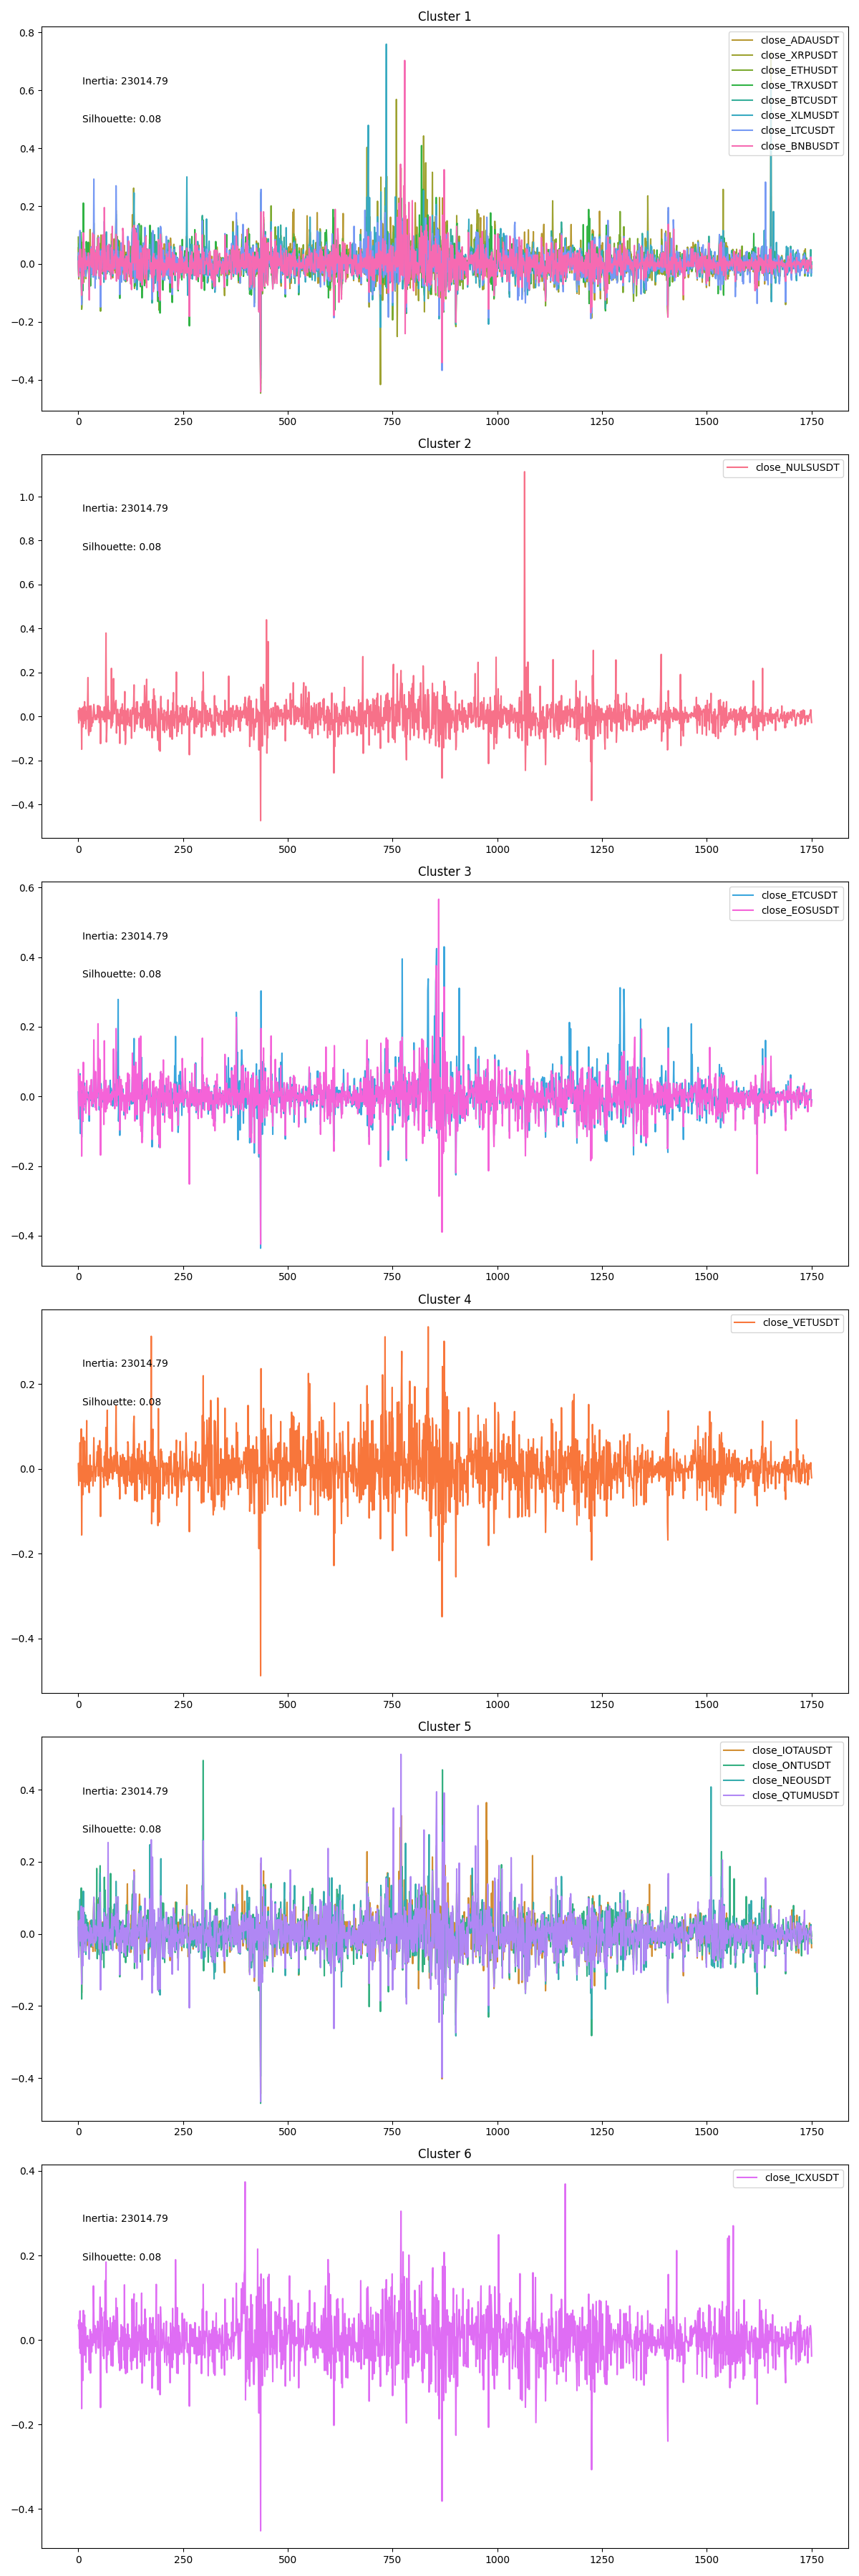 Cluster 1
0.8
0.6
0.4
0.2
0.0
−0.2
−0.4
Inertia: 23014.79
Silhouette: 0.08
close_ADAUSDT
close_XRPUSDT
close_ETHUSDT
close_TRXUSDT
close_BTCUSDT
close_XLMUSDT
close_LTCUSDT
close_BNBUSDT
0 250 500 750 1000 1250 1500 1750
Cluster 2
1.0
0.8
0.6
0.4
0.2
0.0
−0.2
−0.4
Inertia: 23014.79
Silhouette: 0.08
close_NULSUSDT
0 250 500 750 1000 1250 1500 1750
Cluster 3
0.6
0.4
0.2
0.0
−0.2
−0.4
Inertia: 23014.79
Silhouette: 0.08
close_ETCUSDT
close_EOSUSDT
0 250 500 750 1000 1250 1500 1750
Cluster 4
0.2
0.0
−0.2
−0.4
Inertia: 23014.79
Silhouette: 0.08
close_VETUSDT
0 250 500 750 1000 1250 1500 1750
Cluster 5
0.4
0.2
0.0
−0.2
−0.4
Inertia: 23014.79
Silhouette: 0.08
close_IOTAUSDT
close_ONTUSDT
close_NEOUSDT
close_QTUMUSDT
0 250 500 750 1000 1250 1500 1750
Cluster 6
0.4
0.2
0.0
−0.2
−0.4
Inertia: 23014.79
Silhouette: 0.08
close_ICXUSDT
0 250 500 750 1000 1250 1500 1750